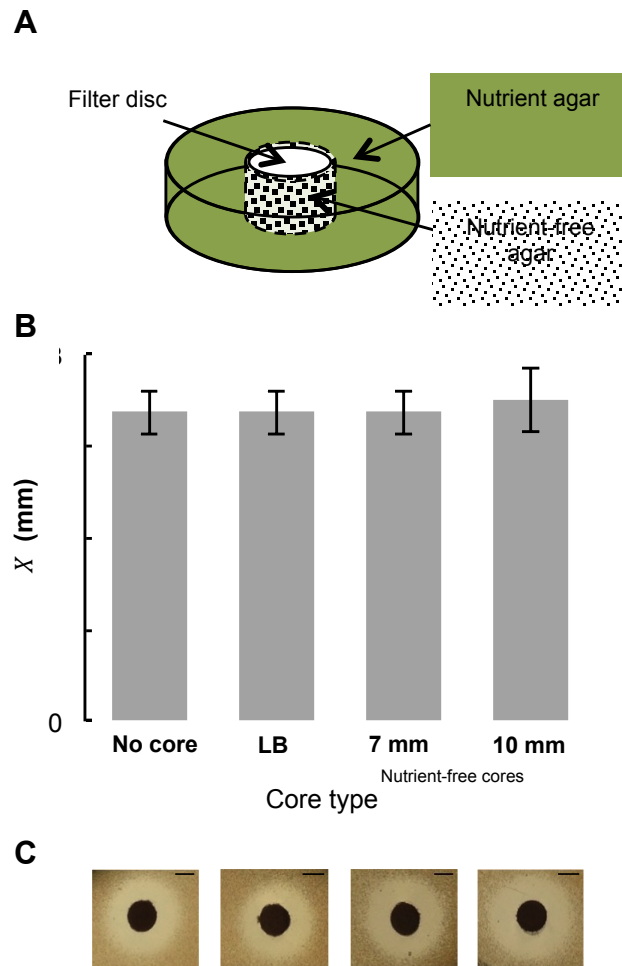 A
Filter disc
Nutrient agar
Nutrient-free
agar
B
X (mm)
0
No core LB 7 mm 10 mm
Nutrient-free cores
Core type
C